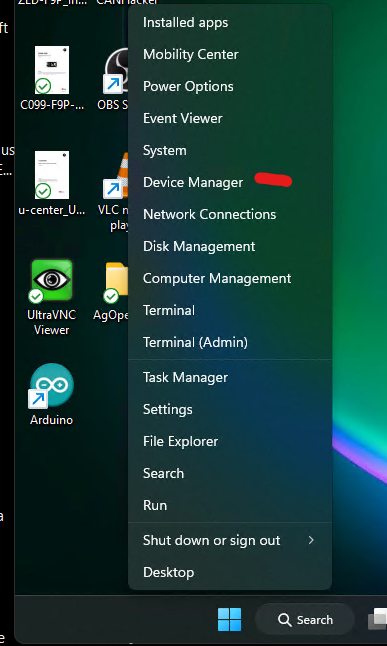 ZED-F9P_In...
CANHacker
C099-F9P-...
OBS S
u-center_U...
VLC m
play
UltraVNC
Viewer
AgOpe
Arduino
Installed apps
Mobility Center
Power Options
Event Viewer
System
Device Manager
Network Connections
Disk Management
Computer Management
Terminal
Terminal (Admin)
Task Manager
Settings
File Explorer
Search
Run
Shut down or sign out
Desktop
Search